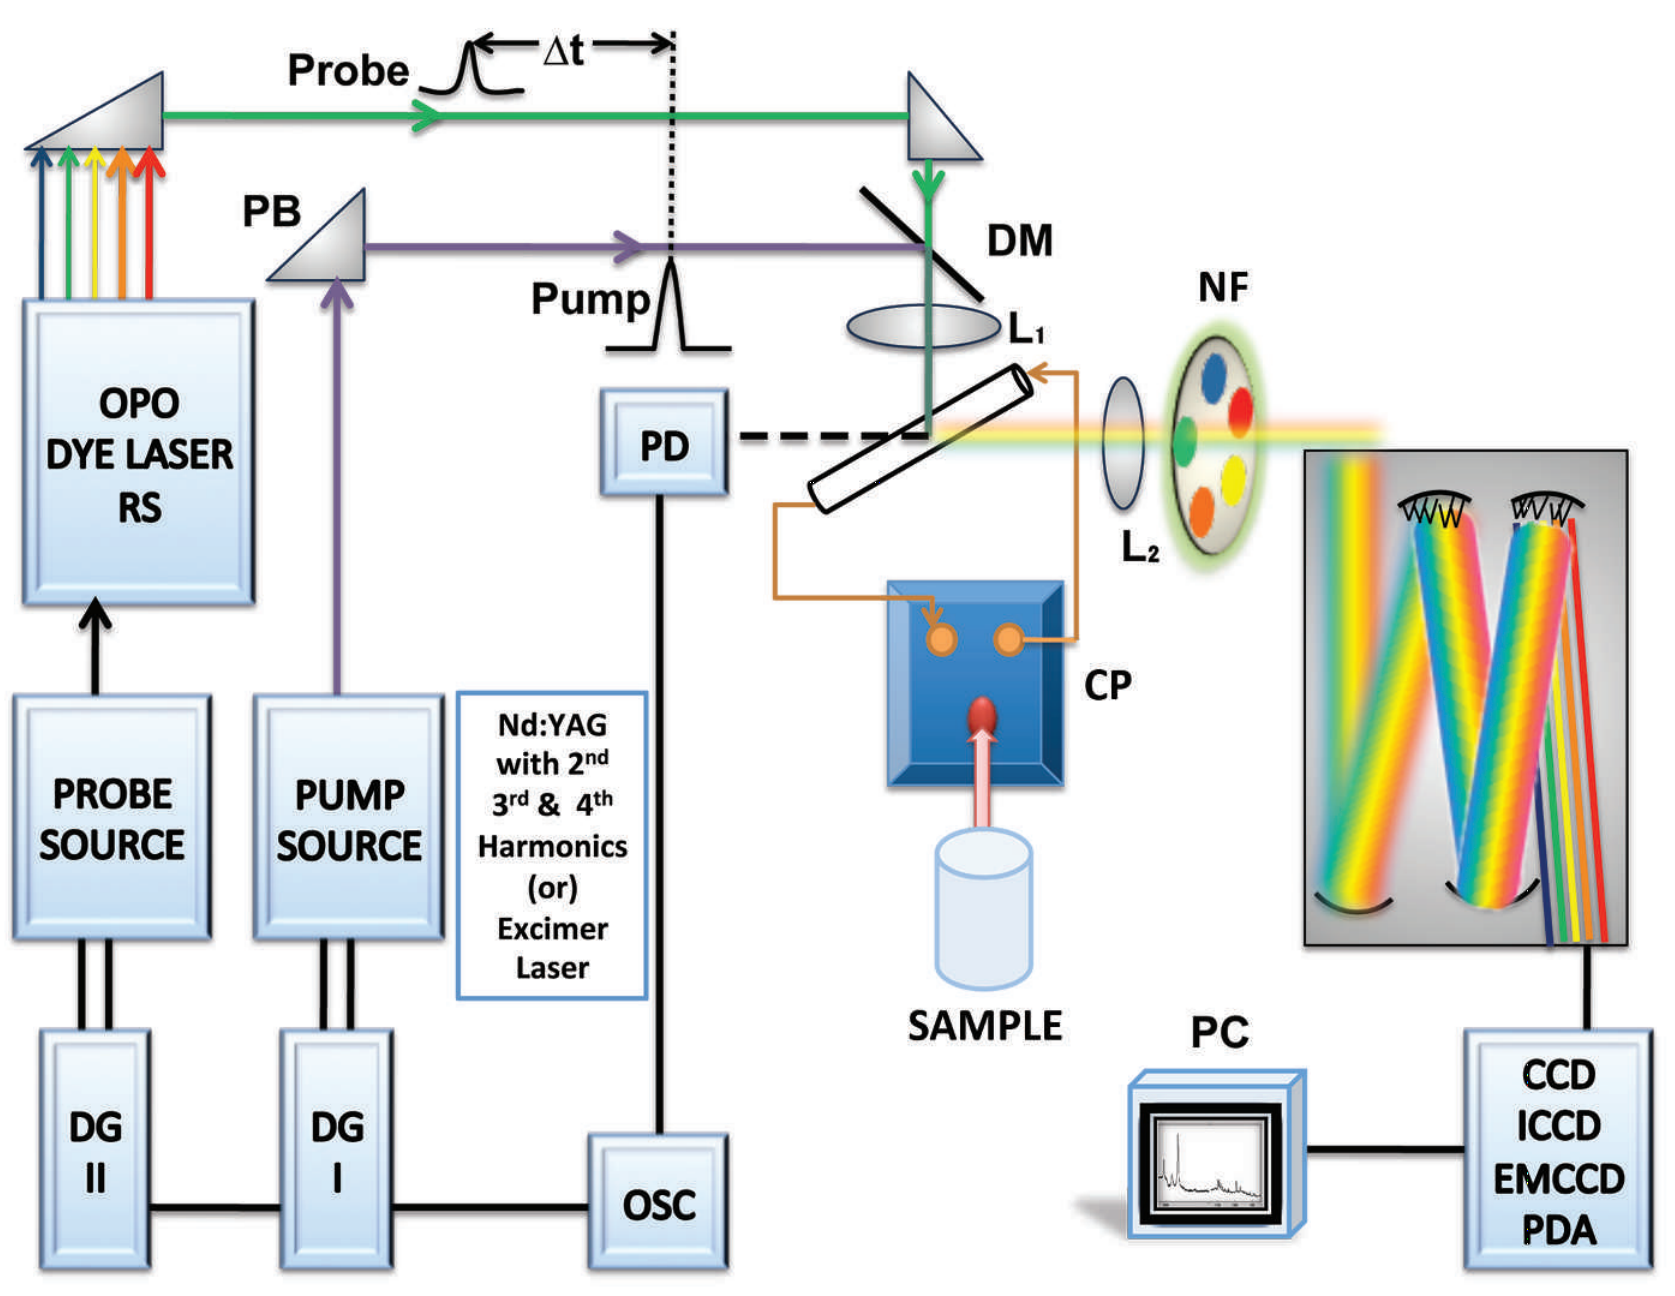 Probe
Δt
PB
Pump
DM
L1
NF
OPO
DYE LASER
RS
PD
L2
CP
PROBE
SOURCE
PUMP
SOURCE
Nd:YAG
with 2nd
3rd & 4th
Harmonics
(or)
Excimer
Laser
SAMPLE
DG
II
DG
I
OSC
PC
CCD
ICCD
EMCCD
PDA